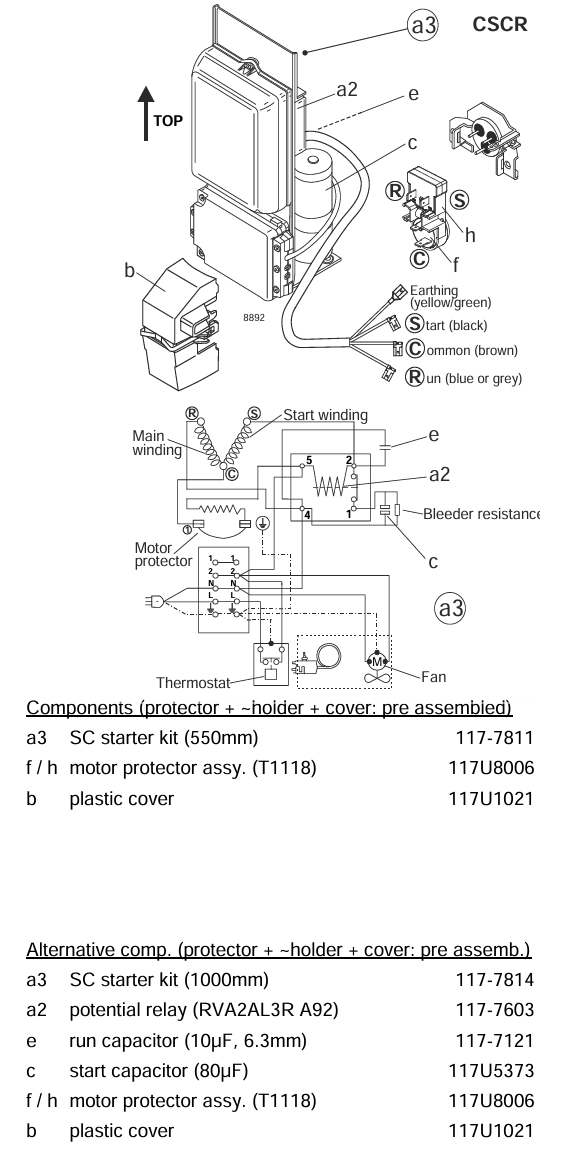 a3 CSCR
a2
e
TOP
c
R
S
h
f
C
b
Earthing
(yellow/green)
8892
Start (black)
Common (brown)
Run (blue or grey)
R S Start winding
Main
winding
e
C
5 2
a2
4 1
Bleeder resistance
1
Motor
protector
c
1 1
2 2
N N
L L
a3
M
Fan
Thermostat
Components (protector + ~holder + cover: pre assembled)
a3 SC starter kit (550mm) 117-7811
f / h motor protector assy. (T1118) 117U8006
b plastic cover 117U1021
Alternative comp. (protector + ~holder + cover: pre assemb.)
a3 SC starter kit (1000mm) 117-7814
a2 potential relay (RVA2AL3R A92) 117-7603
e run capacitor (10µF, 6.3mm) 117-7121
c start capacitor (80µF) 117U5373
f / h motor protector assy. (T1118) 117U8006
b plastic cover 117U1021